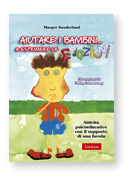 Margot Sunderland
AIUTARE I BAMBINI...
A ESPRIMERE LE
EMOZIONI
Attività
psicoeducative
con il supporto
di una favola
Erickson